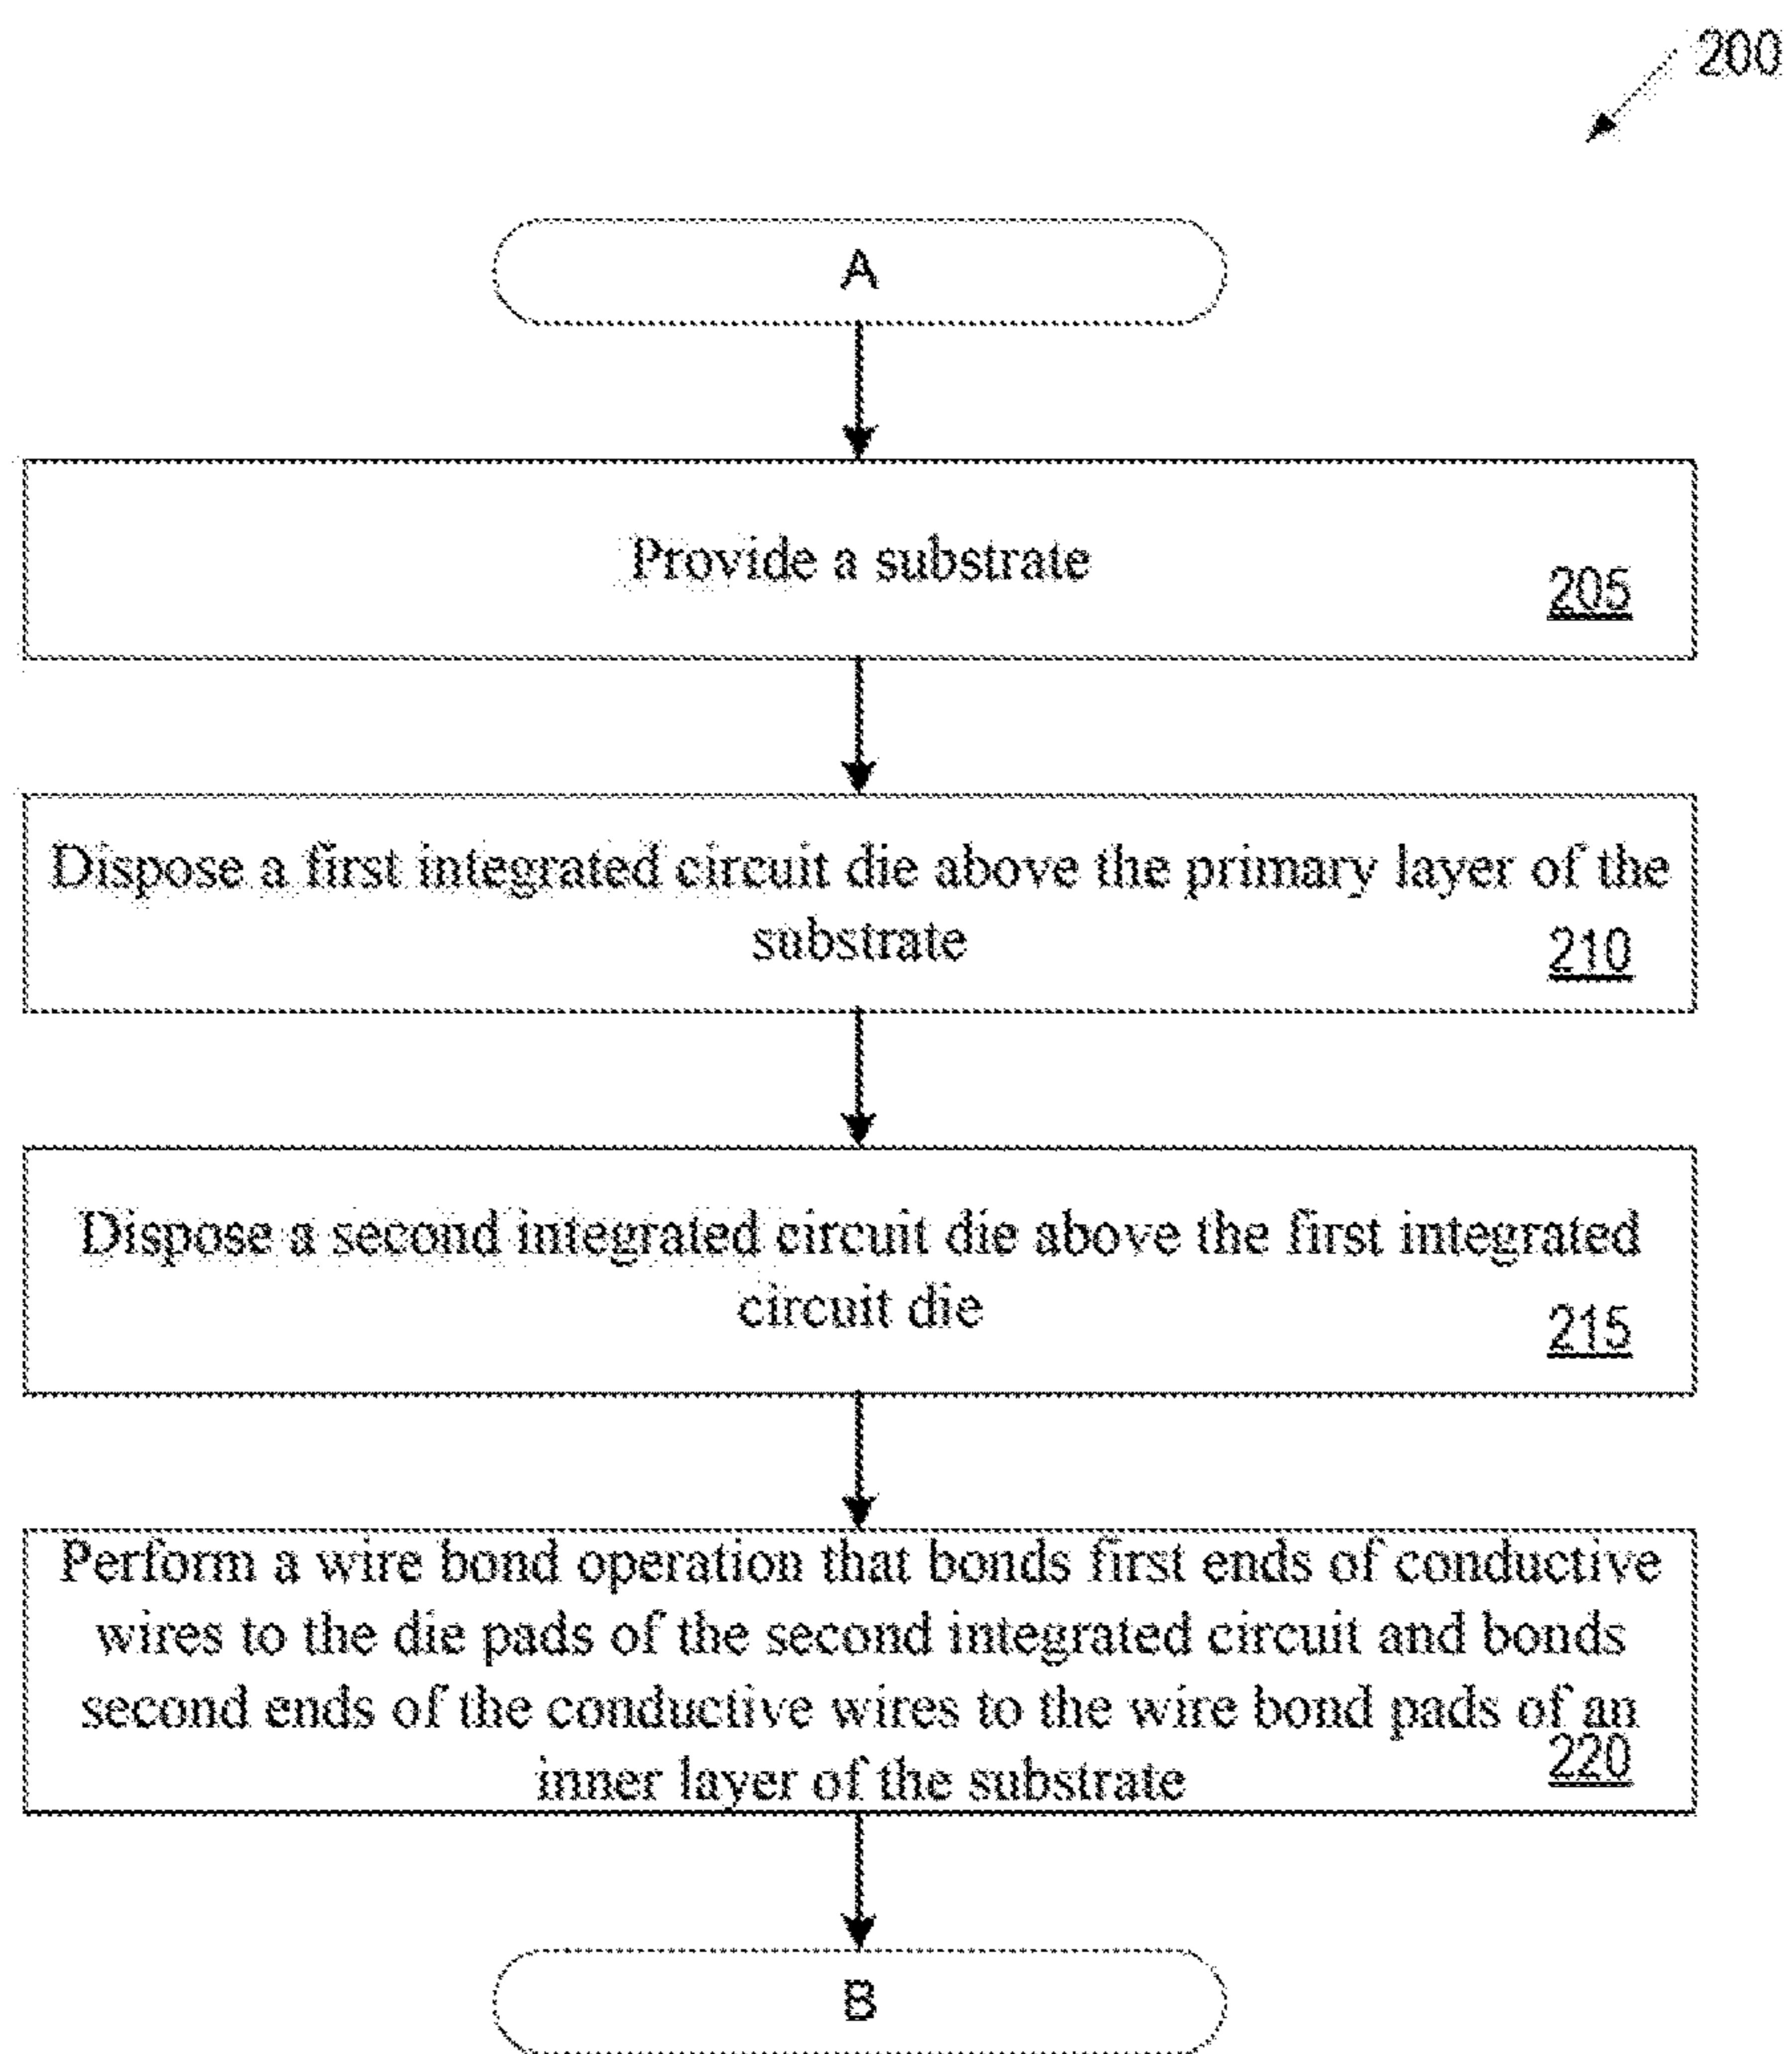 200
A
Provide a substrate
205
Dispose a first integrated circuit die above the primary layer of the
substrate
210
Dispose a second integrated circuit die above the first integrated
circuit die
215
Perform a wire bond operation that bonds first ends of conductive
wires to the die pads of the second integrated circuit and bonds
second ends of the conductive wires to the wire bond pads of an
inner layer of the substrate
220
B